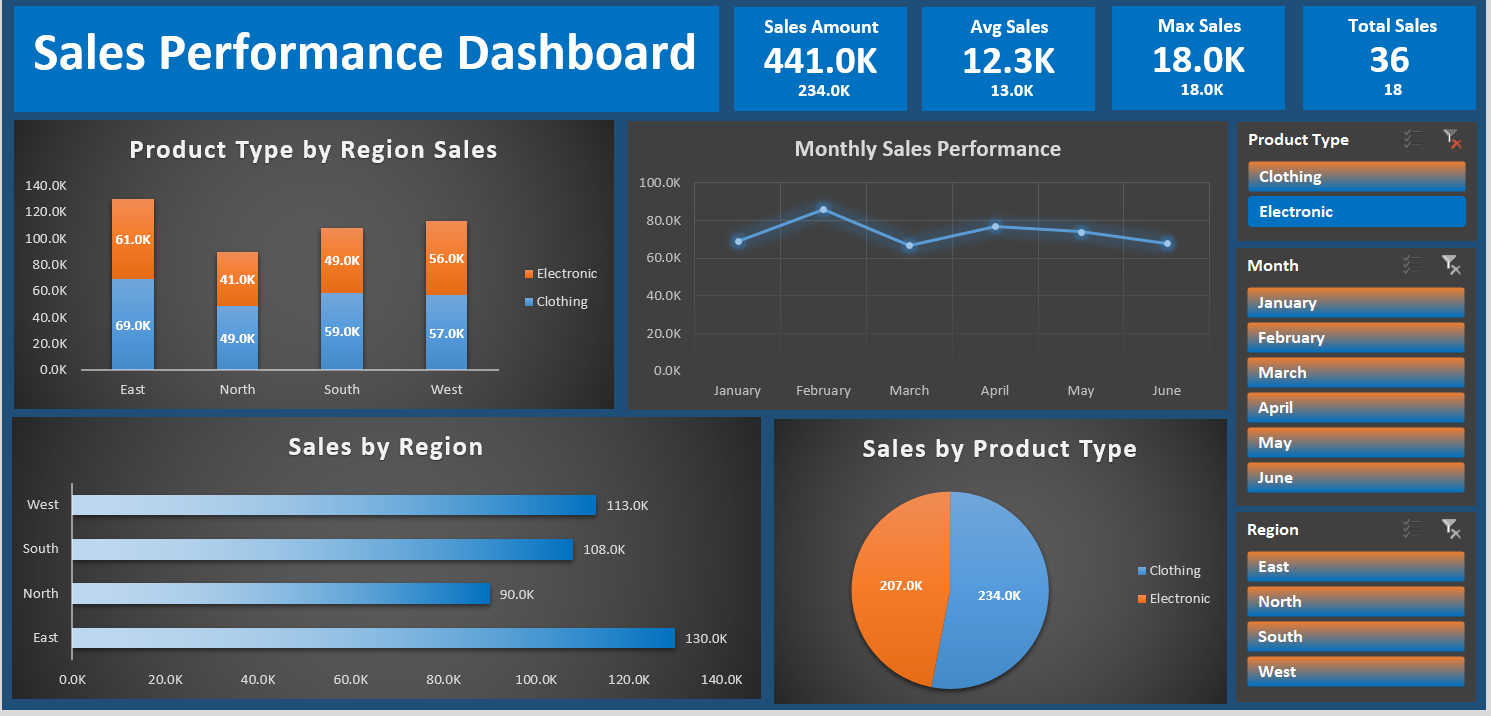 Sales Performance Dashboard
Sales Amount
441.0K
234.0K
Avg Sales
12.3K
13.0K
Max Sales
18.0K
18.0K
Total Sales
36
18
Product Type by Region Sales
140.0K
120.0K
100.0K
80.0K
60.0K
40.0K
20.0K
0.0K
61.0K
41.0K
49.0K
56.0K
69.0K
49.0K
59.0K
57.0K
East North South West
Electronic
Clothing
Monthly Sales Performance
100.0K
80.0K
60.0K
40.0K
20.0K
0.0K
January February March April May June
Product Type
Clothing
Electronic
Month
January
February
March
April
May
June
Region
East
North
South
West
Sales by Region
West 113.0K
South 108.0K
North 90.0K
East 130.0K
0.0K 20.0K 40.0K 60.0K 80.0K 100.0K 120.0K 140.0K
Sales by Product Type
207.0K
234.0K
Clothing
Electronic